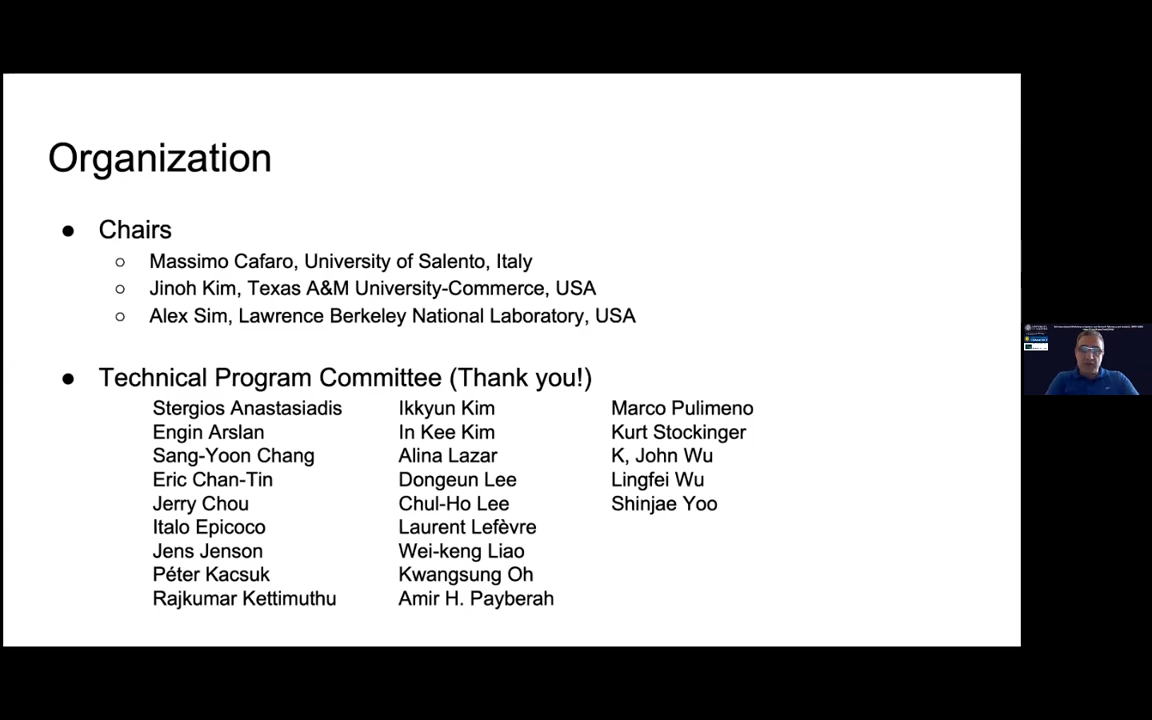 Organization
● Chairs
○ Massimo Cafaro, University of Salento, Italy
○ Jinoh Kim, Texas A&M University-Commerce, USA
○ Alex Sim, Lawrence Berkeley National Laboratory, USA
● Technical Program Committee (Thank you!)
Stergios Anastasiadis
Engin Arslan
Sang-Yoon Chang
Eric Chan-Tin
Jerry Chou
Italo Epicoco
Jens Jenson
Péter Kacsuk
Rajkumar Kettimuthu
Ikkyun Kim
In Kee Kim
Alina Lazar
Dongeun Lee
Chul-Ho Lee
Laurent Lefèvre
Wei-keng Liao
Kwangsung Oh
Amir H. Payberah
Marco Pulimeno
Kurt Stockinger
K, John Wu
Lingfei Wu
Shinjae Yoo